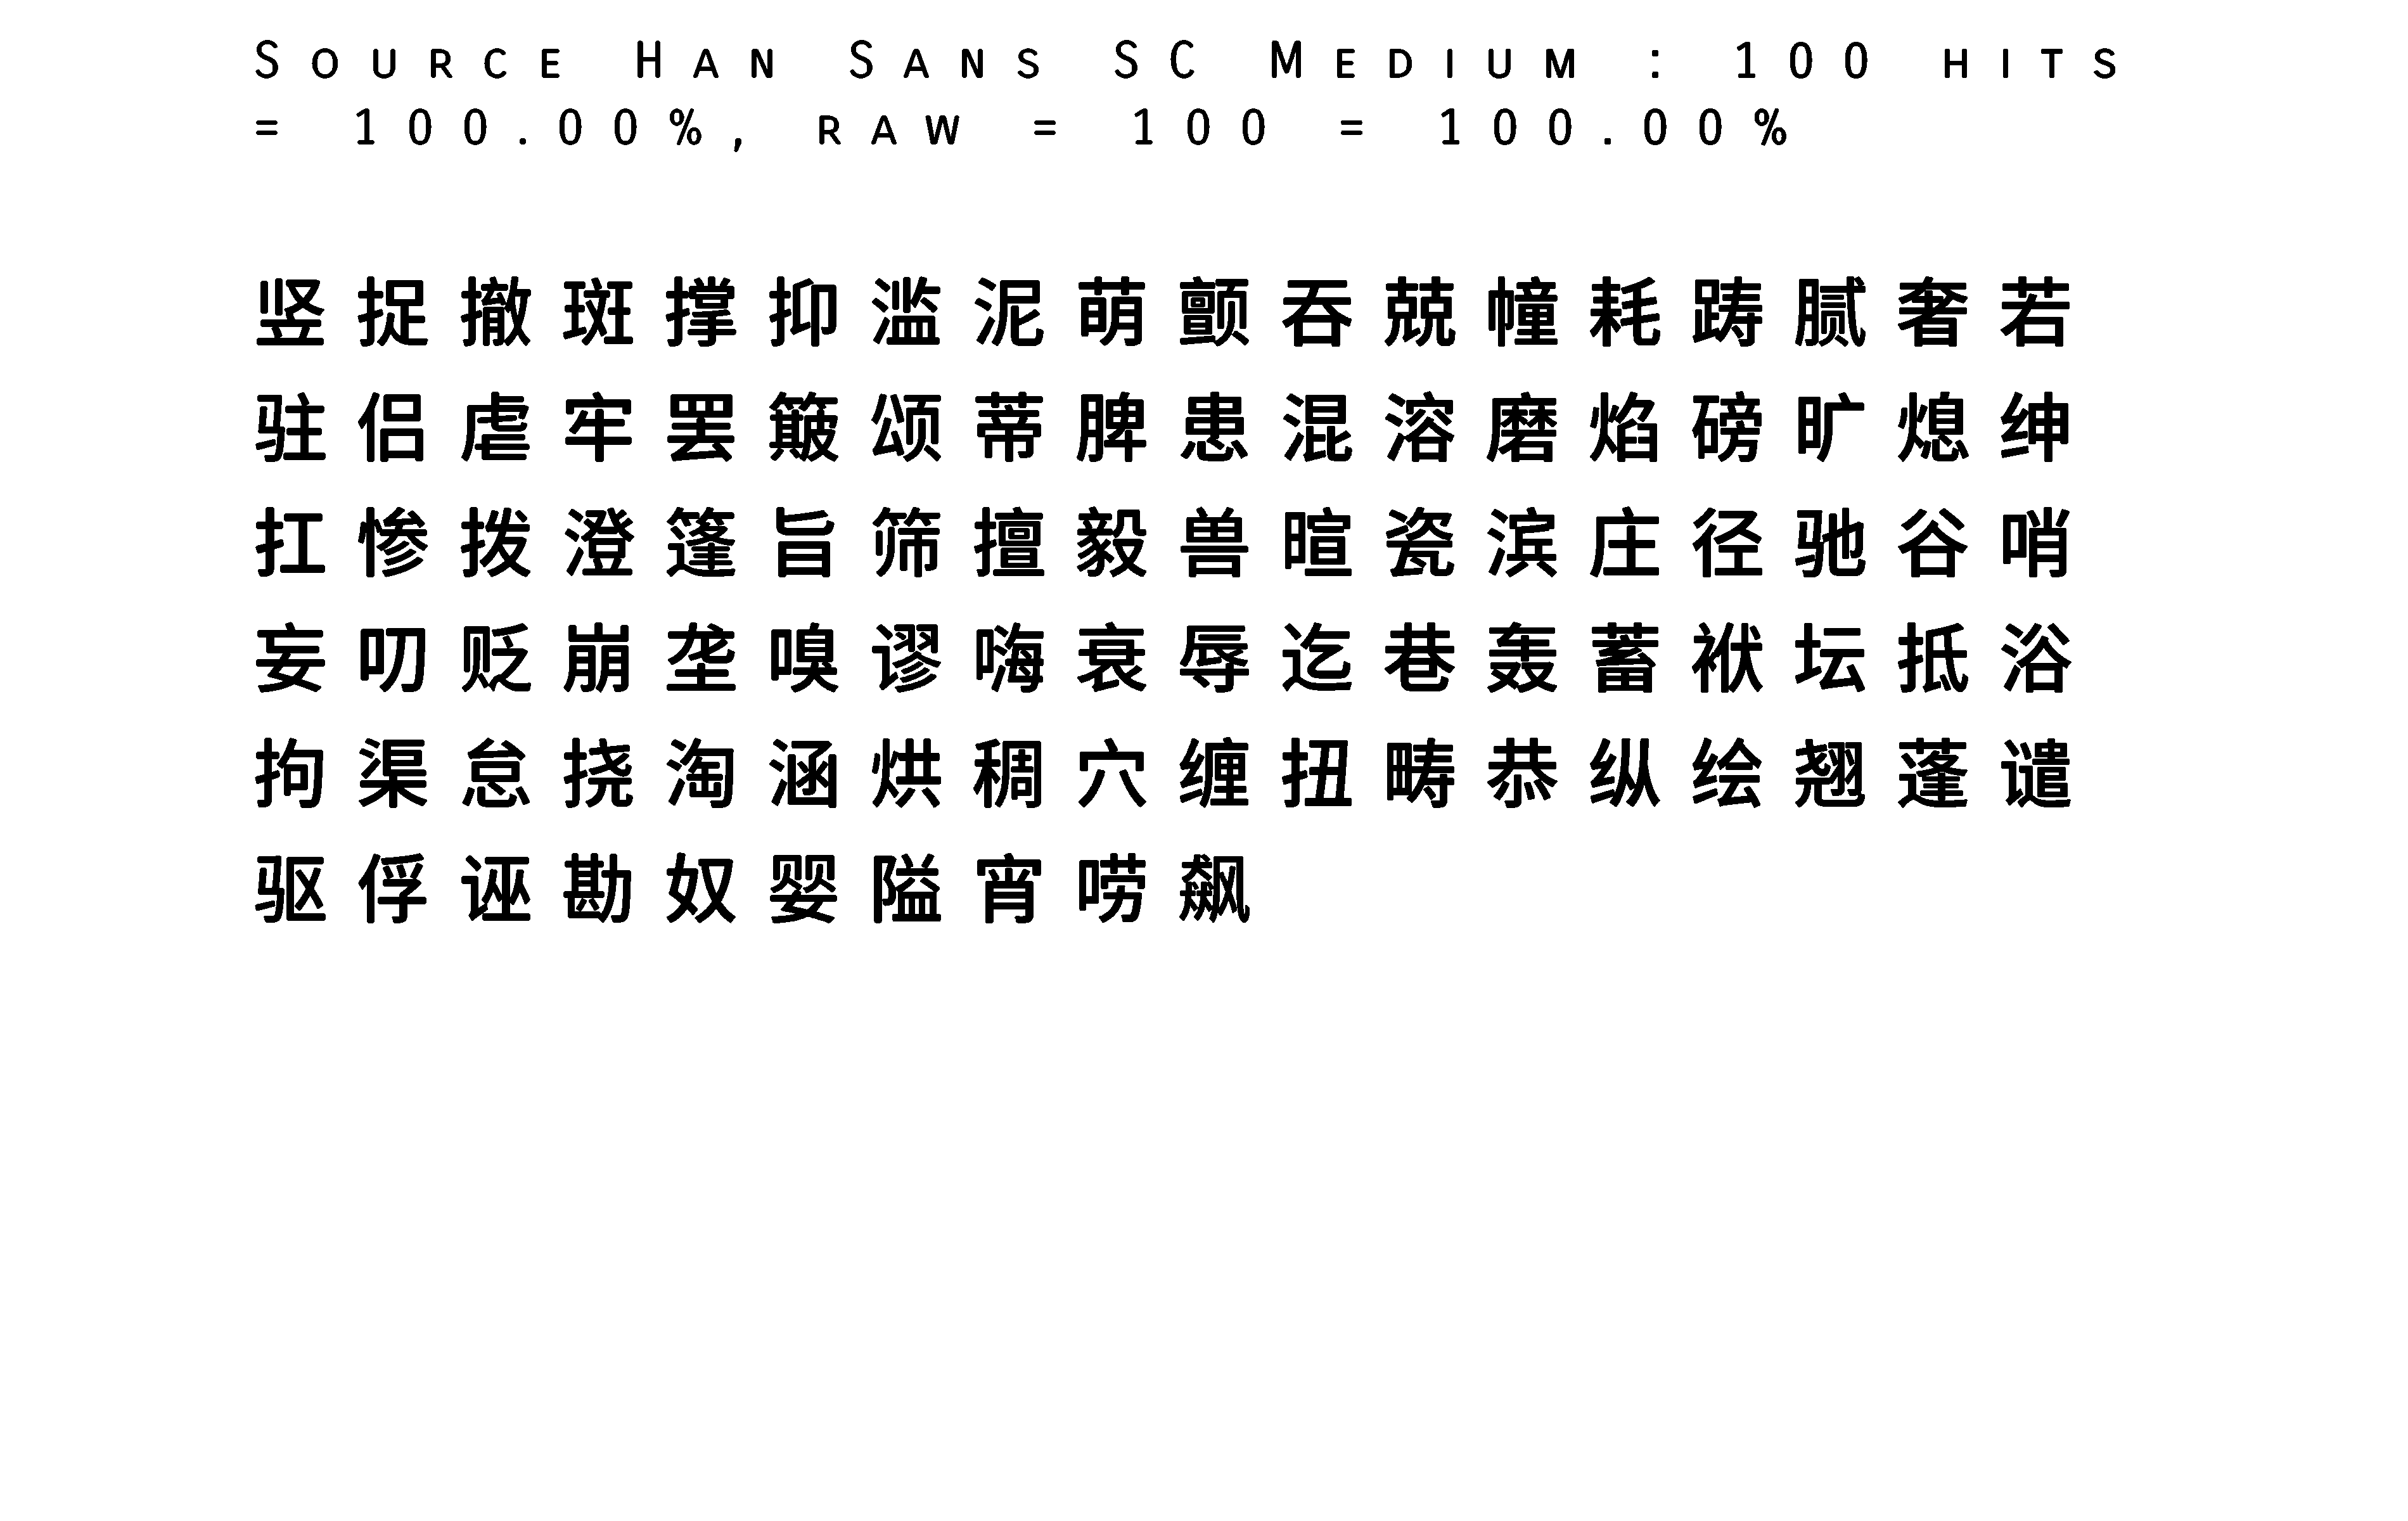 Source Han Sans SC Medium : 100 hits
= 100.00%, raw = 100 = 100.00%
竖捉撤斑撑抑滥泥萌颤吞兢幢耗踌腻奢若
驻侣虐牢罢簸颂蒂脾患混溶磨焰磅旷熄绅
扛惨拨澄篷旨筛擅毅兽暄瓷滨庄径驰谷哨
妄叨贬崩垄嗅谬嗨衰辱迄巷轰蓄袱坛抵浴
拘渠怠挠淘涵烘稠穴缠扭畴恭纵绘翘蓬谴
驱俘诬勘奴婴隘宵唠飙